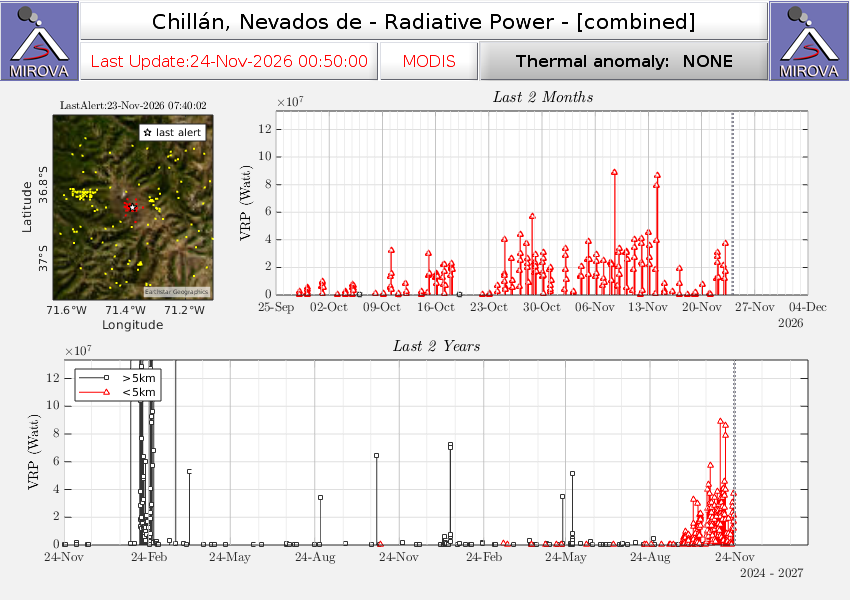 Chillán, Nevados de - Radiative Power - [combined]
MIROVA
Last Update:24-Nov-2026 00:50:00
MODIS
Thermal anomaly: NONE
MIROVA
LastAlert:23-Nov-2026 07:40:02
last alert
Latitude
36.8°S
37°S
Earthstar Geographics
71.6°W 71.4°W 71.2°W
Longitude
Last 2 Months
×10⁷
VRP (Watt)
12
10
8
6
4
2
0
25-Sep 02-Oct 09-Oct 16-Oct 23-Oct 30-Oct 06-Nov 13-Nov 20-Nov 27-Nov 04-Dec
2026
Last 2 Years
×10⁷
VRP (Watt)
>5km
<5km
12
10
8
6
4
2
0
24-Nov 24-Feb 24-May 24-Aug 24-Nov 24-Feb 24-May 24-Aug 24-Nov
2024 - 2027